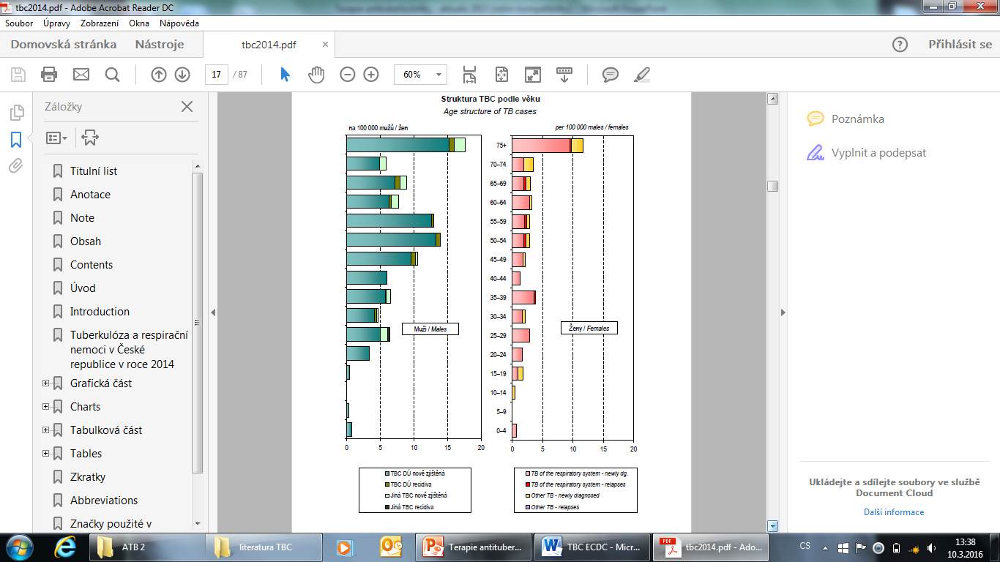 tbc2014.pdf - Adobe Acrobat Reader DC
Soubor Úpravy Zobrazení Okna Nápověda
Domovská stránka Nástroje tbc2014.pdf × ? Přihlásit se
17 / 87 60%
Záložky
Titulní list
Anotace
Note
Obsah
Contents
Úvod
Introduction
Tuberkulóza a respirační
nemoci v České
republice v roce 2014
Grafická část
Charts
Tabulková část
Tables
Zkratky
Abbreviations
Značky použité v
Struktura TBC podle věku
Age structure of TB cases
na 100 000 mužů / žen
per 100 000 males / females
75+
70–74
65–69
60–64
55–59
50–54
45–49
40–44
35–39
30–34
25–29
20–24
15–19
10–14
5–9
0–4
Muži / Males
Ženy / Females
0 5 10 15 20
0 5 10 15 20
TBC DÚ nově zjištěná
TBC DÚ recidiva
Jiná TBC nově zjištěná
Jiná TBC recidiva
TB of the respiratory system - newly dg.
TB of the respiratory system - relapses
Other TB - newly diagnosed
Other TB - relapses
Poznámka
Vyplnit a podepsat
Ukládejte a sdílejte soubory ve službě
Document Cloud
Další informace
ATB 2
literatura TBC
Terapie antituber...
TBC ECDC - Micr...
tbc2014.pdf - Ado...
CS
13:38
10.3.2016